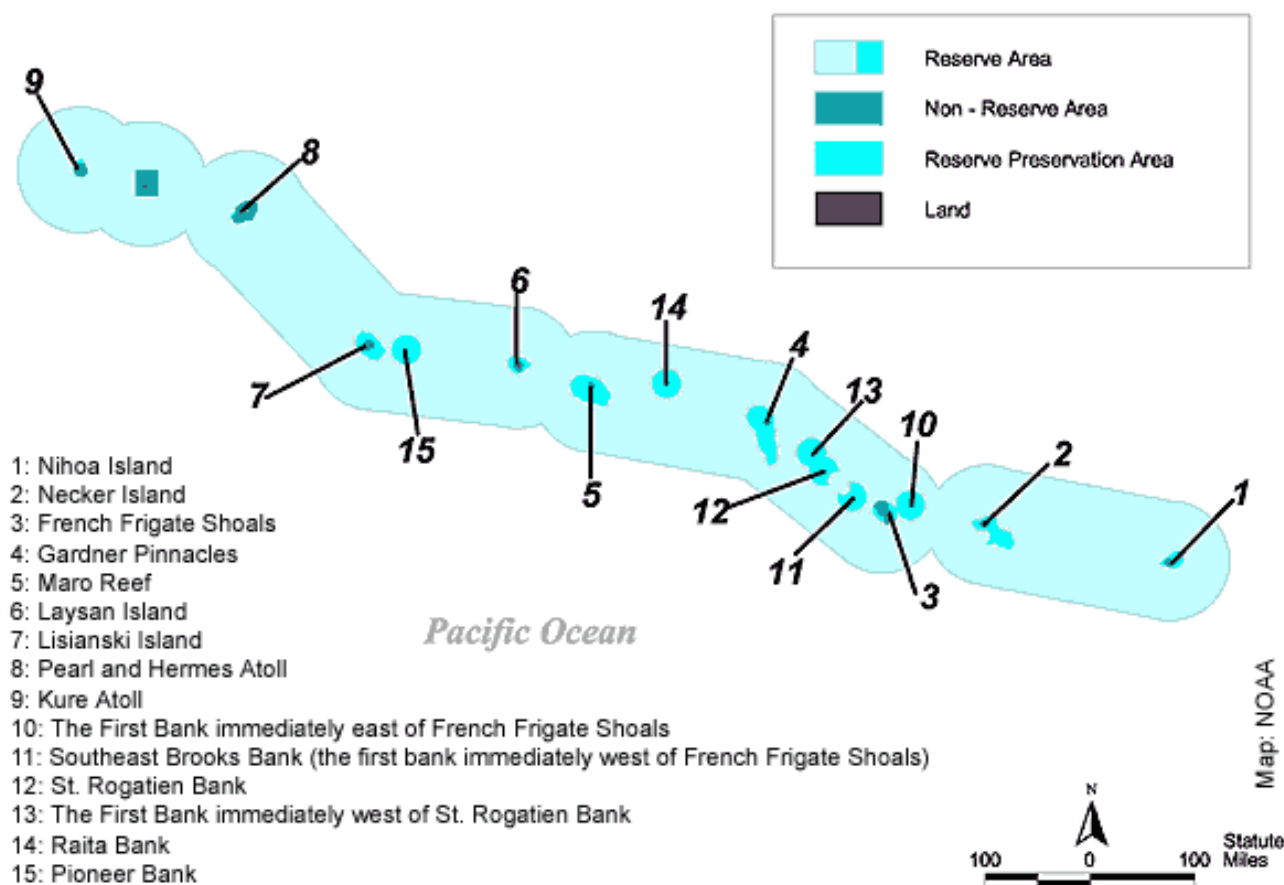 Reserve Area
Non - Reserve Area
Reserve Preservation Area
Land
9
8
6
14
4
13
10
2
1
7
15
5
12
11
3
1: Nihoa Island
2: Necker Island
3: French Frigate Shoals
4: Gardner Pinnacles
5: Maro Reef
6: Laysan Island
7: Lisianski Island
8: Pearl and Hermes Atoll
9: Kure Atoll
10: The First Bank immediately east of French Frigate Shoals
11: Southeast Brooks Bank (the first bank immediately west of French Frigate Shoals)
12: St. Rogatien Bank
13: The First Bank immediately west of St. Rogatien Bank
14: Raita Bank
15: Pioneer Bank
Pacific Ocean
Map: NOAA
N
100 0 100
Statute
Miles